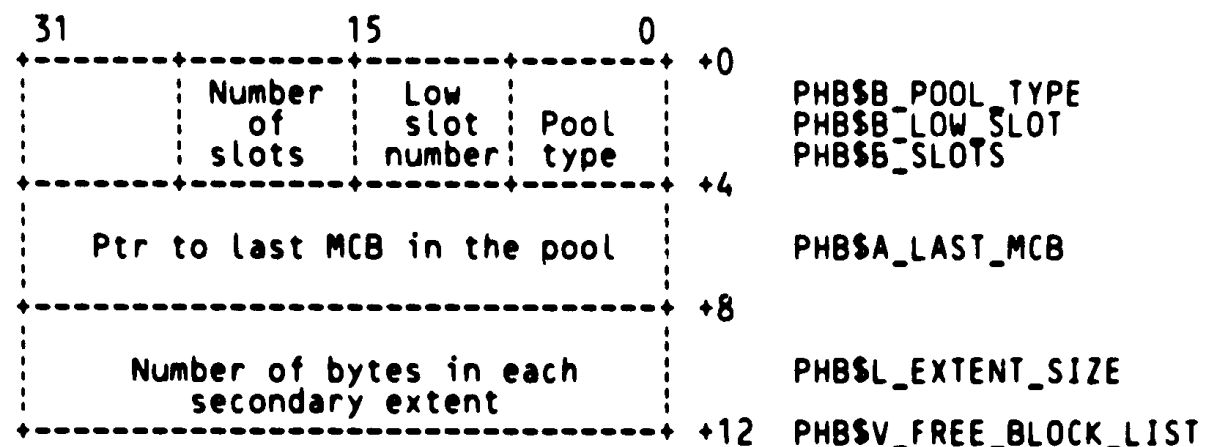 31 15 0
+0
Number Low PHB$B_POOL_TYPE
of slot Pool PHB$B_LOW_SLOT
slots number type PHB$B_SLOTS
+4
Ptr to last MCB in the pool PHB$A_LAST_MCB
+8
Number of bytes in each PHB$L_EXTENT_SIZE
secondary extent
+12 PHB$V_FREE_BLOCK_LIST